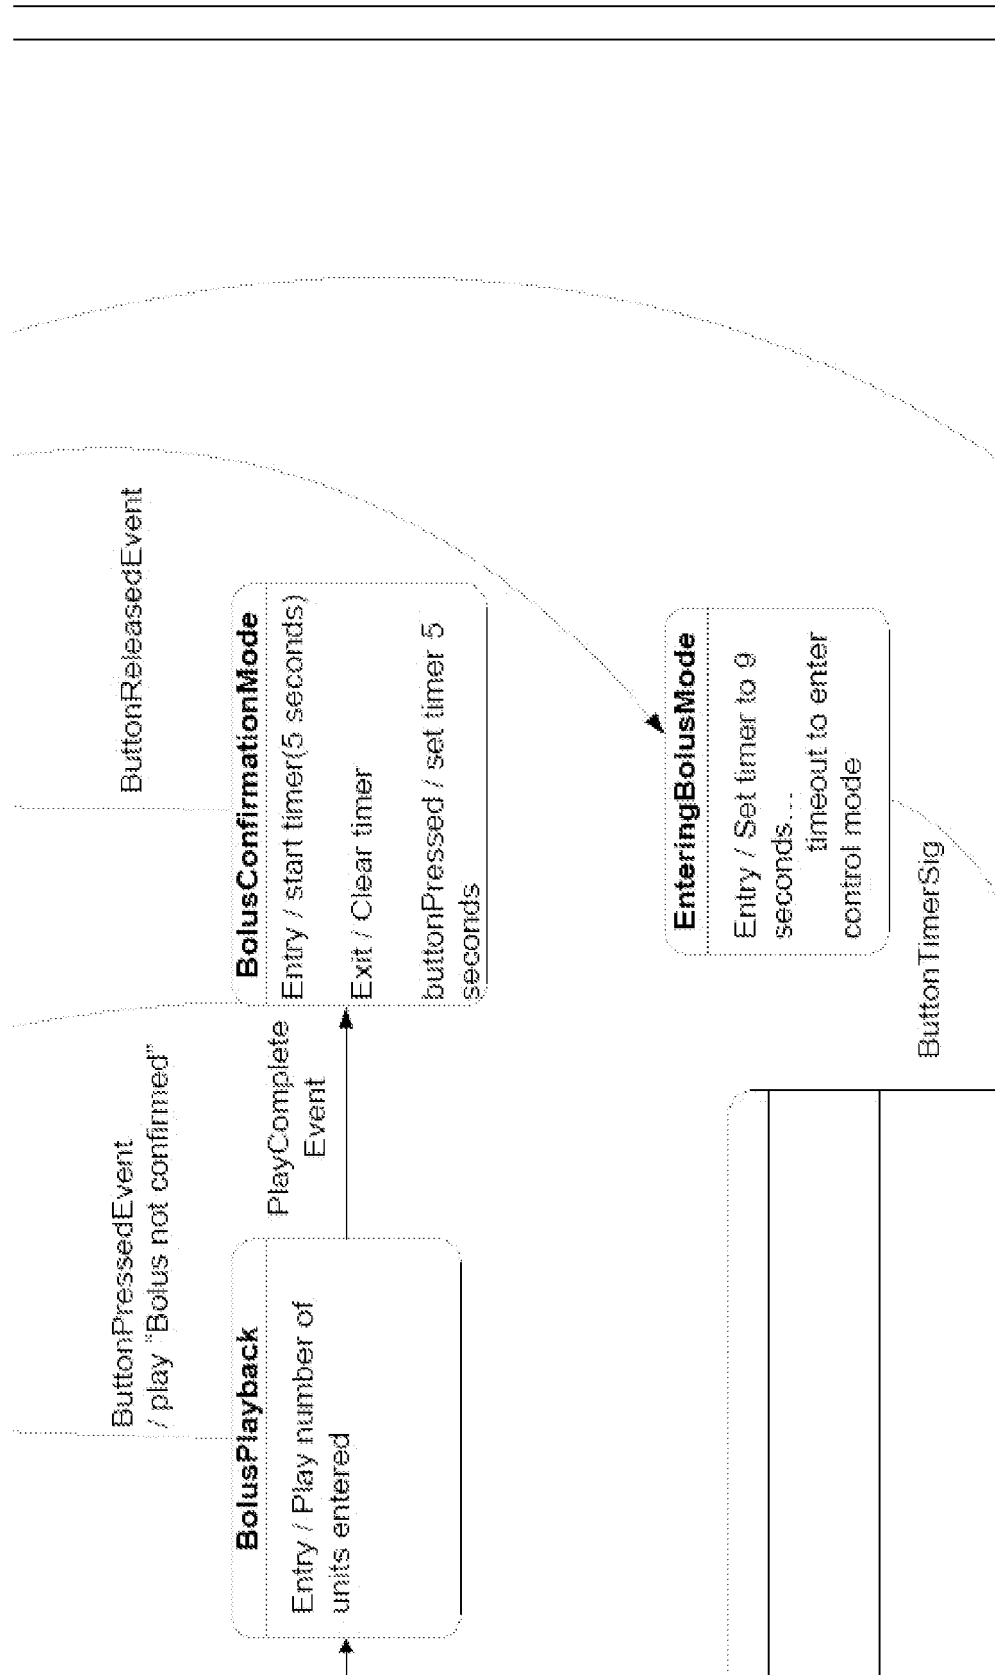 ButtonPressedEvent
/ play “Bolus not confirmed”
ButtonReleasedEvent
BolusPlayback
Entry / Play number of
units entered
PlayComplete
Event
BolusConfirmationMode
Entry / start timer(5 seconds)
Exit / Clear timer
buttonPressed / set timer 5
seconds
EnteringBolusMode
Entry / Set timer to 9
seconds...
timeout to enter
control mode
ButtonTimerSig